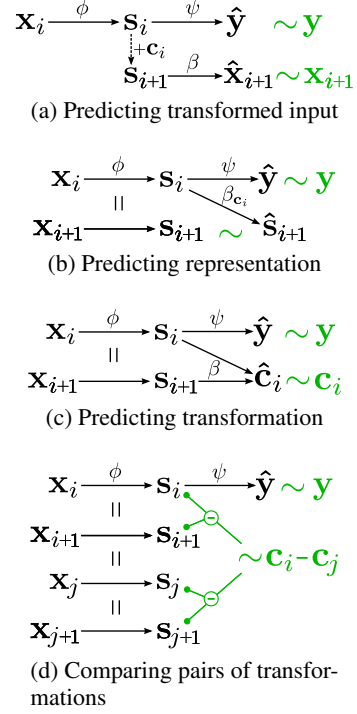 ϕ ψ
x_i s_i ŷ ∼ y
+c_i
β
s_{i+1} x̂_{i+1} ∼ x_{i+1}
(a) Predicting transformed input
ϕ ψ
x_i s_i ŷ ∼ y
= β_{c_i}
x_{i+1} s_{i+1} ∼ ŝ_{i+1}
(b) Predicting representation
ϕ ψ
x_i s_i ŷ ∼ y
= β
x_{i+1} s_{i+1} ĉ_i ∼ c_i
(c) Predicting transformation
ϕ ψ
x_i s_i ŷ ∼ y
= −
x_{i+1} s_{i+1}
= ∼ c_i − c_j
x_j s_j
= −
x_{j+1} s_{j+1}
(d) Comparing pairs of transfor-
mations